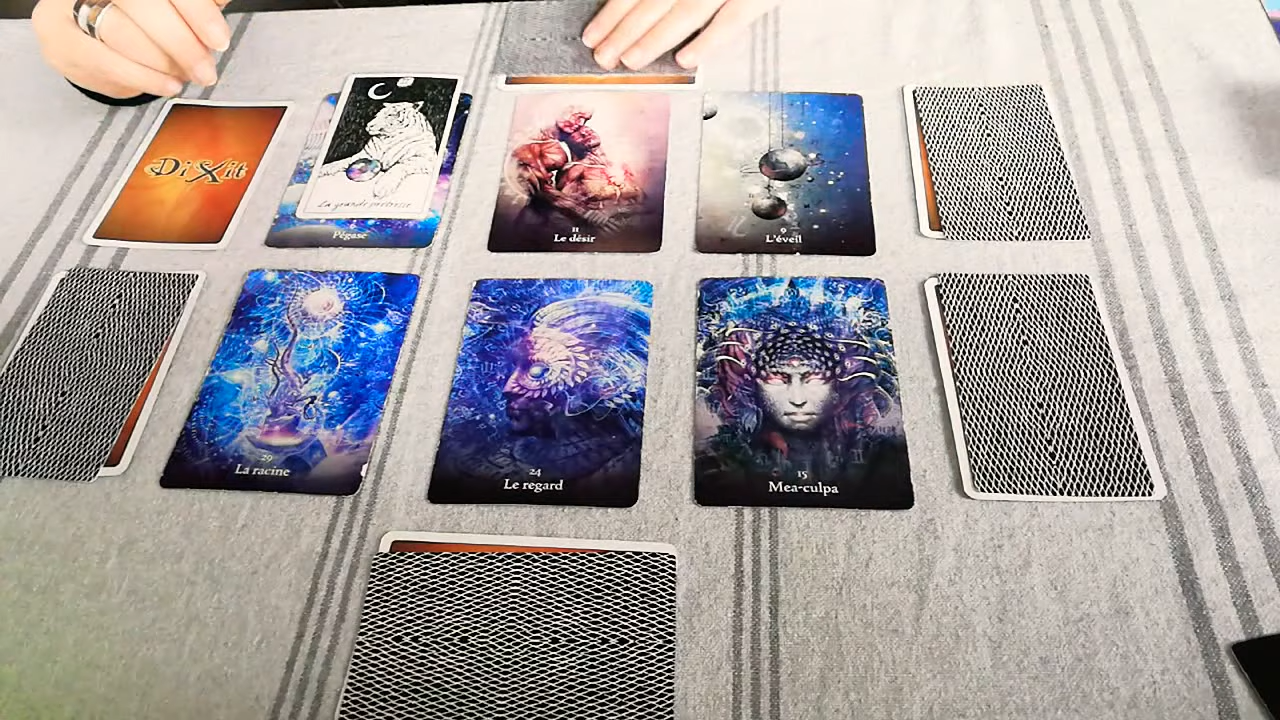 DiXit
La grande prêtresse
Pégase
11
Le désir
9
L'éveil
29
La racine
24
Le regard
15
Mea-culpa